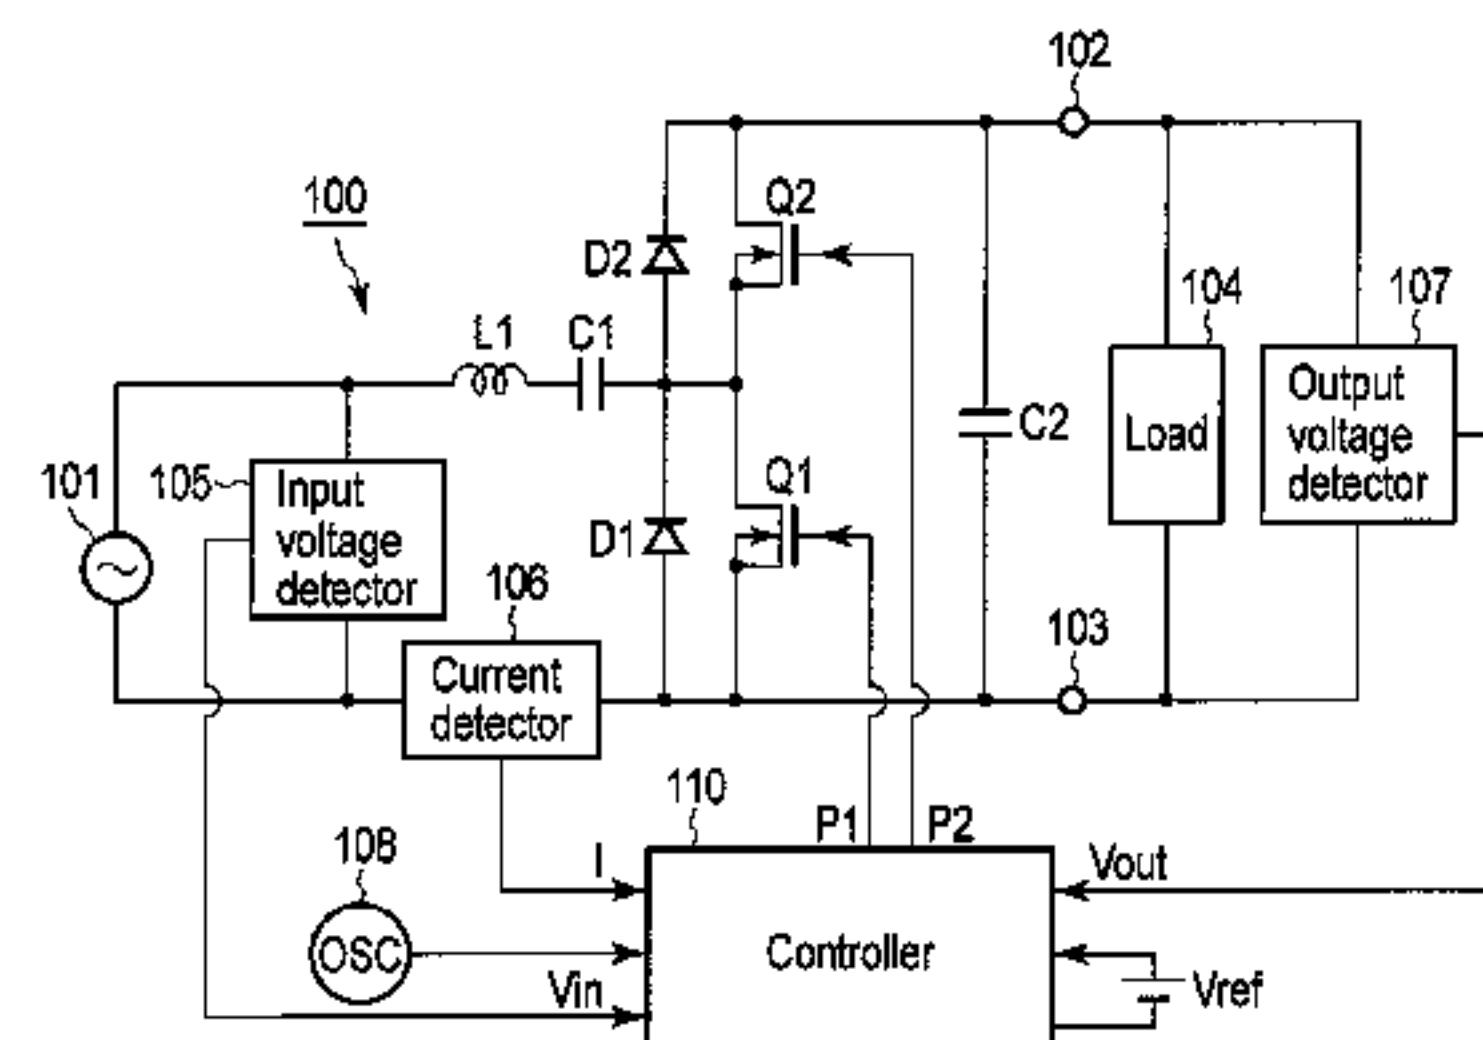 102
100
Q2
D2
104
107
L1
C1
Output
voltage
detector
Load
C2
101
105
Input
voltage
detector
Q1
D1
106
103
Current
detector
110
P1
P2
108
I
Vout
OSC
Controller
Vin
Vref